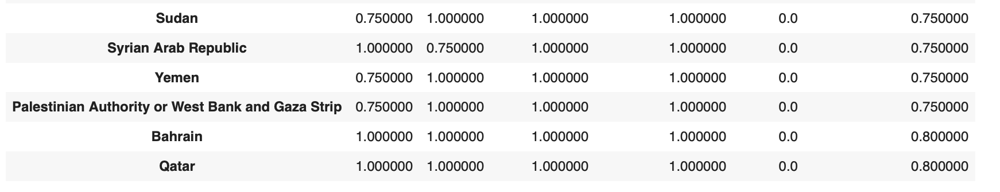 Sudan 0.750000 1.000000 1.000000 1.000000 0.0 0.750000
Syrian Arab Republic 1.000000 0.750000 1.000000 1.000000 0.0 0.750000
Yemen 0.750000 1.000000 1.000000 1.000000 0.0 0.750000
Palestinian Authority or West Bank and Gaza Strip 0.750000 1.000000 1.000000 1.000000 0.0 0.750000
Bahrain 1.000000 1.000000 1.000000 1.000000 0.0 0.800000
Qatar 1.000000 1.000000 1.000000 1.000000 0.0 0.800000